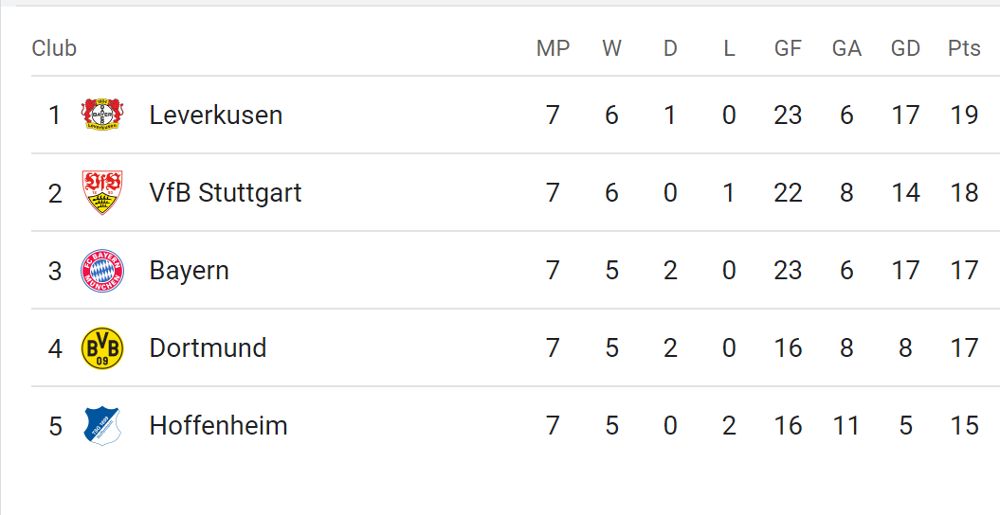 Club MP W D L GF GA GD Pts
1 Leverkusen 7 6 1 0 23 6 17 19
2 VfB Stuttgart 7 6 0 1 22 8 14 18
3 Bayern 7 5 2 0 23 6 17 17
4 BVB 09 Dortmund 7 5 2 0 16 8 8 17
5 Hoffenheim 7 5 0 2 16 11 5 15